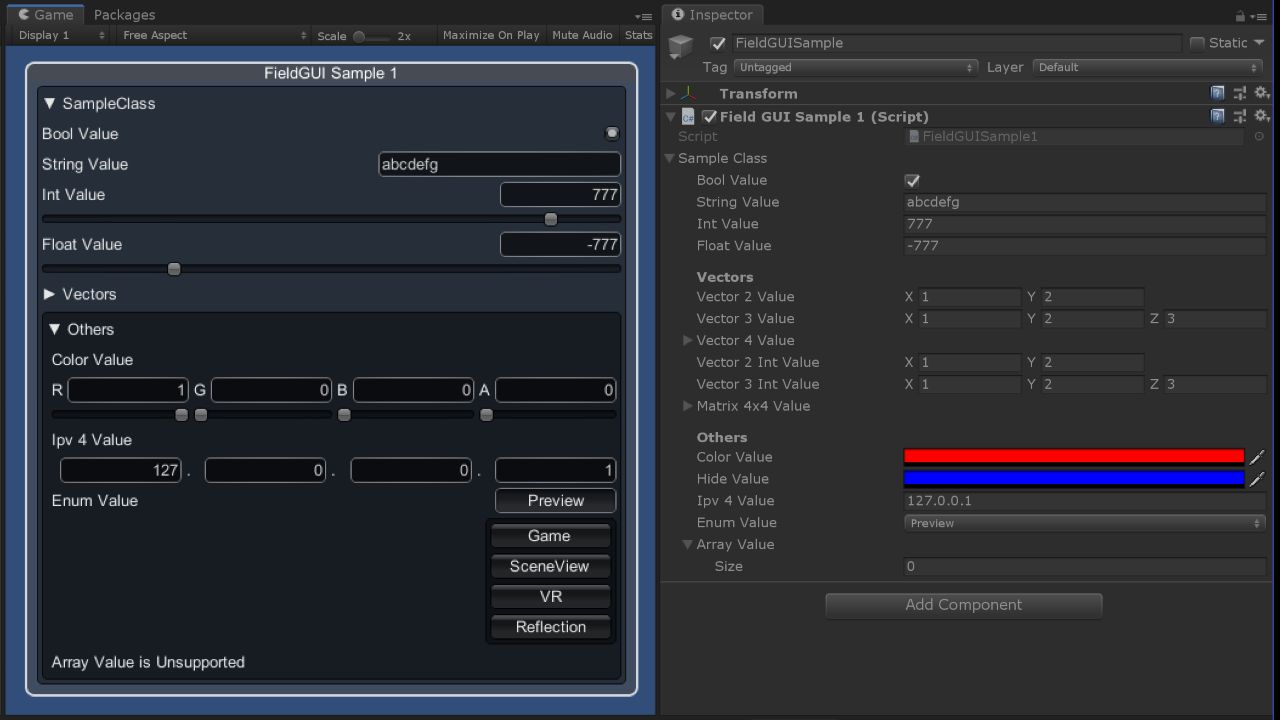 Game Packages
Display 1 Free Aspect Scale 2x Maximize On Play Mute Audio Stats
FieldGUI Sample 1
▼ SampleClass
Bool Value
String Value abcdefg
Int Value 777
Float Value -777
► Vectors
▼ Others
Color Value
R 1 G 0 B 0 A 0
Ipv 4 Value
127 . 0 . 0 . 1
Enum Value Preview
Game
SceneView
VR
Reflection
Array Value is Unsupported
Inspector
FieldGUISample Static
Tag Untagged Layer Default
Transform
C# Field GUI Sample 1 (Script)
Script FieldGUISample1
Sample Class
Bool Value
String Value abcdefg
Int Value 777
Float Value -777
Vectors
Vector 2 Value X 1 Y 2
Vector 3 Value X 1 Y 2 Z 3
Vector 4 Value
Vector 2 Int Value X 1 Y 2
Vector 3 Int Value X 1 Y 2 Z 3
Matrix 4x4 Value
Others
Color Value
Hide Value
Ipv 4 Value 127.0.0.1
Enum Value Preview
Array Value
Size 0
Add Component